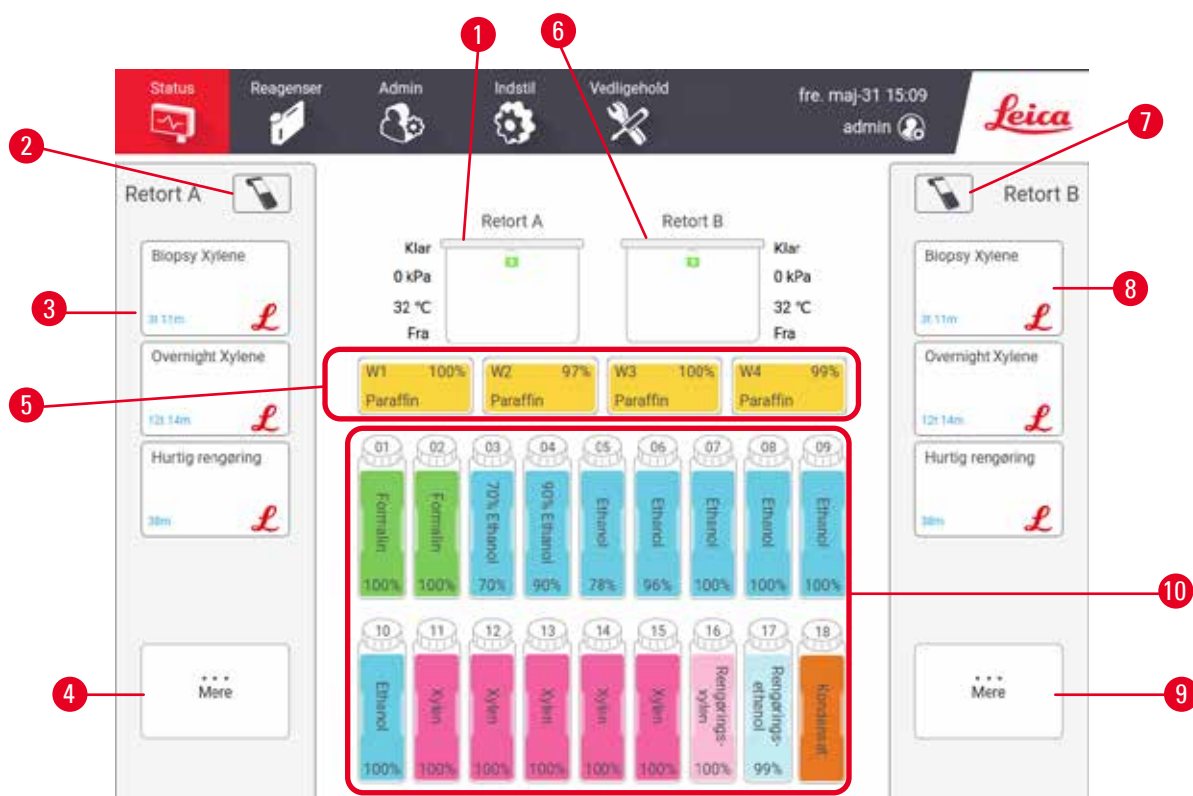 1
6
Status
Reagenser
Admin
Indstil
Vedligehold
fre. maj-31 15:09
admin
Leica
2
7
Retort A
Retort B
Retort A
Retort B
3
Biopsy Xylene
3t 11m
Klar
0 kPa
32 °C
Fra
Klar
0 kPa
32 °C
Fra
Biopsy Xylene
3t 11m
8
Overnight Xylene
12t 14m
Overnight Xylene
12t 14m
5
W1 100%
Paraffin
W2 97%
Paraffin
W3 100%
Paraffin
W4 99%
Paraffin
Hurtig rengøring
38m
Hurtig rengøring
38m
01 02 03 04 05 06 07 08 09
Formalin
Formalin
70% Ethanol
90% Ethanol
Ethanol
Ethanol
Ethanol
Ethanol
Ethanol
100% 100% 70% 90% 78% 96% 100% 100% 100%
10
10 11 12 13 14 15 16 17 18
Ethanol
Xylen
Xylen
Xylen
Xylen
Xylen
Rengørings-
xylen
Rengørings-
ethanol
Kondensat
100% 100% 100% 100% 100% 100% 100% 99%
4
...
Mere
...
Mere
9